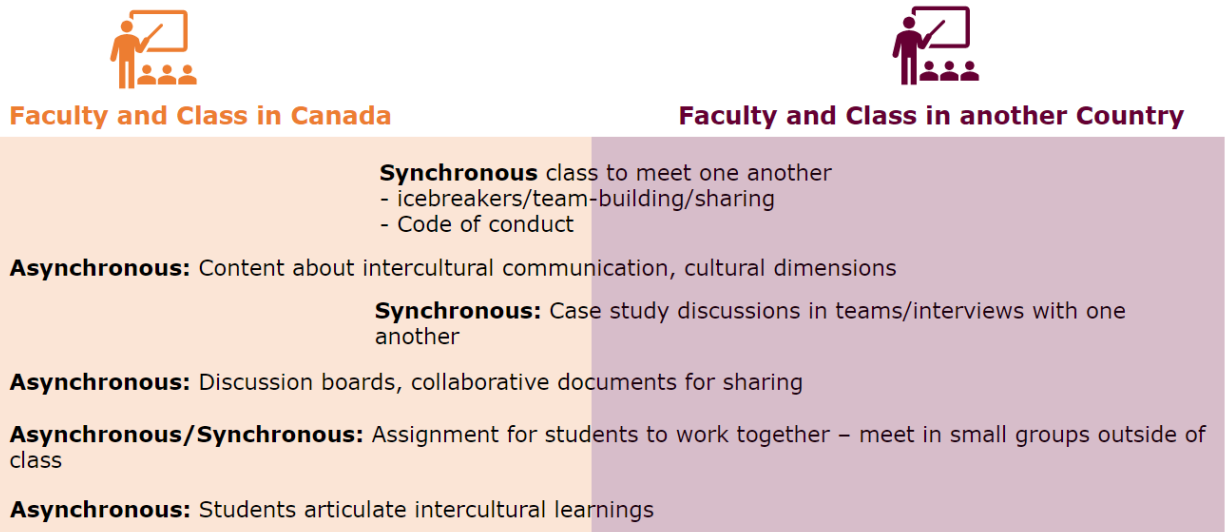 Faculty and Class in Canada
Faculty and Class in another Country
Synchronous class to meet one another
- icebreakers/team-building/sharing
- Code of conduct
Asynchronous: Content about intercultural communication, cultural dimensions
Synchronous: Case study discussions in teams/interviews with one
another
Asynchronous: Discussion boards, collaborative documents for sharing
Asynchronous/Synchronous: Assignment for students to work together – meet in small groups outside of
class
Asynchronous: Students articulate intercultural learnings